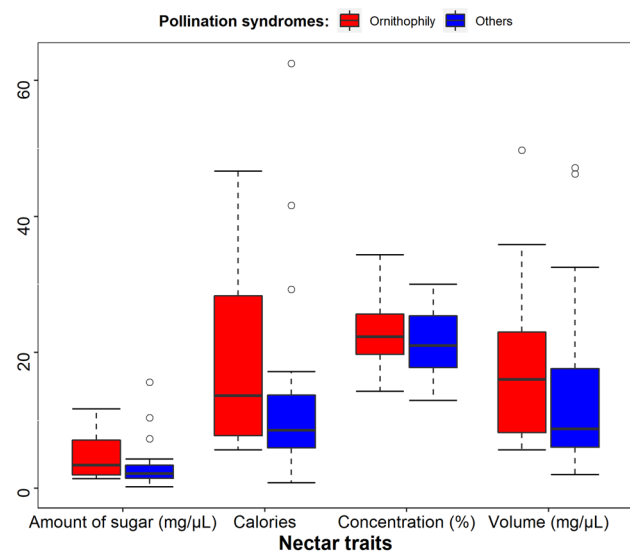 Pollination syndromes: Ornithophily Others
60
40
20
0
Amount of sugar (mg/µL) Calories Concentration (%) Volume (mg/µL)
Nectar traits